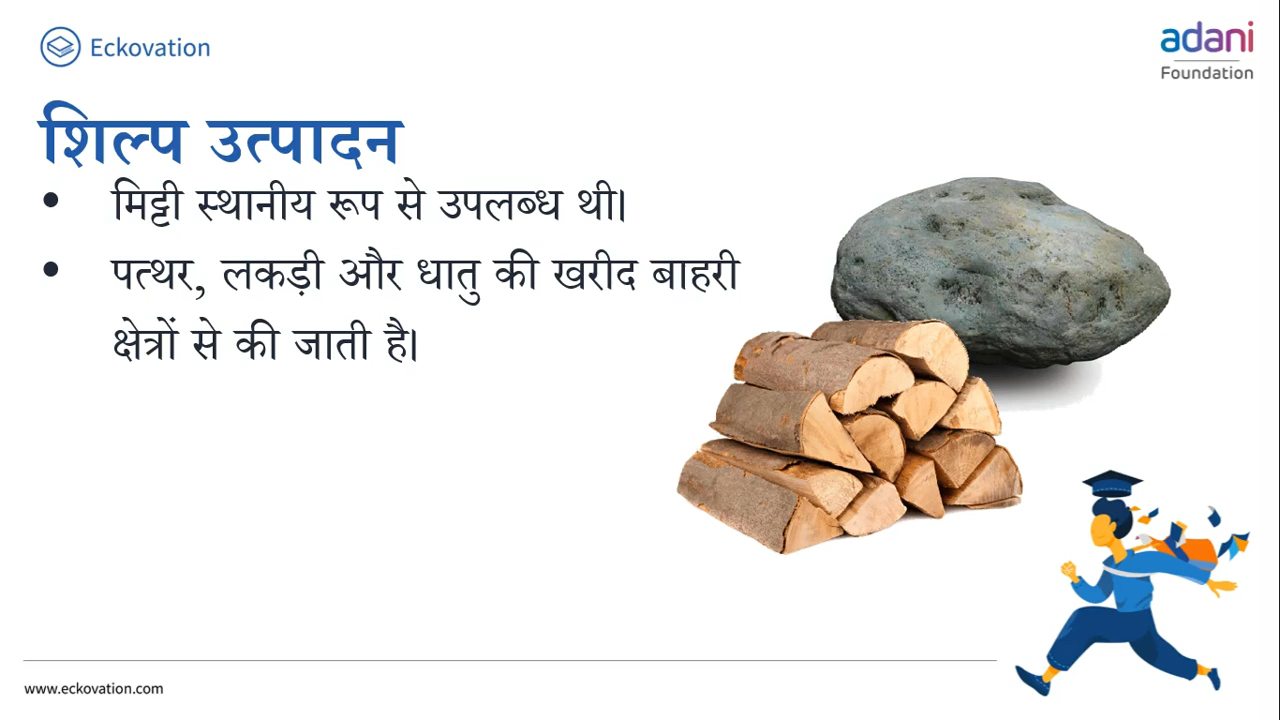 Eckovation
adani
Foundation
शिल्प उत्पादन
• मिट्टी स्थानीय रूप से उपलब्ध थी।
• पत्थर, लकड़ी और धातु की खरीद बाहरी
क्षेत्रों से की जाती है।
www.eckovation.com